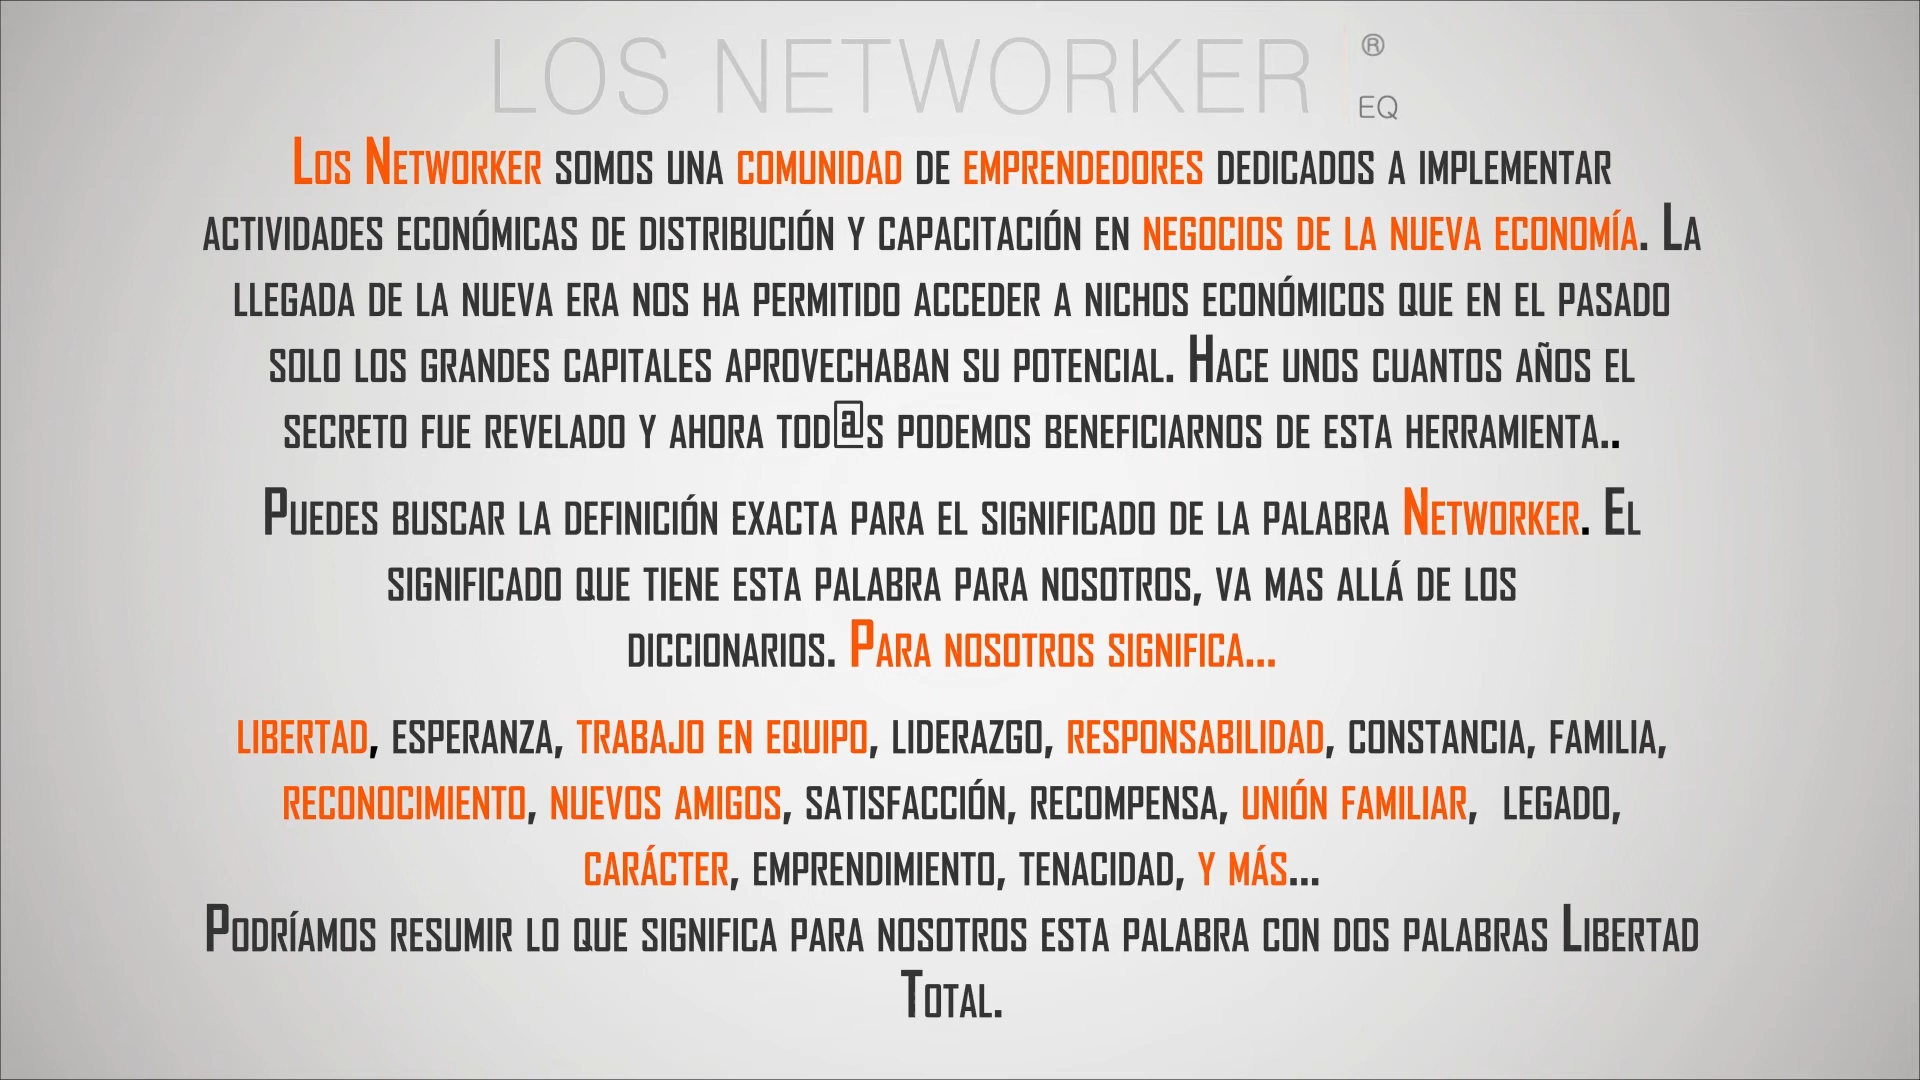 LOS NETWORKER ®
EQ
Los Networker somos una comunidad de emprendedores dedicados a implementar
actividades económicas de distribución y capacitación en negocios de la nueva economía. La
llegada de la nueva era nos ha permitido acceder a nichos económicos que en el pasado
solo los grandes capitales aprovechaban su potencial. Hace unos cuantos años el
secreto fue revelado y ahora tod@s podemos beneficiarnos de esta herramienta..
Puedes buscar la definición exacta para el significado de la palabra Networker. El
significado que tiene esta palabra para nosotros, va mas allá de los
diccionarios. Para nosotros significa...
libertad, esperanza, trabajo en equipo, liderazgo, responsabilidad, constancia, familia,
reconocimiento, nuevos amigos, satisfacción, recompensa, unión familiar, legado,
carácter, emprendimiento, tenacidad, y más...
Podríamos resumir lo que significa para nosotros esta palabra con dos palabras Libertad
Total.